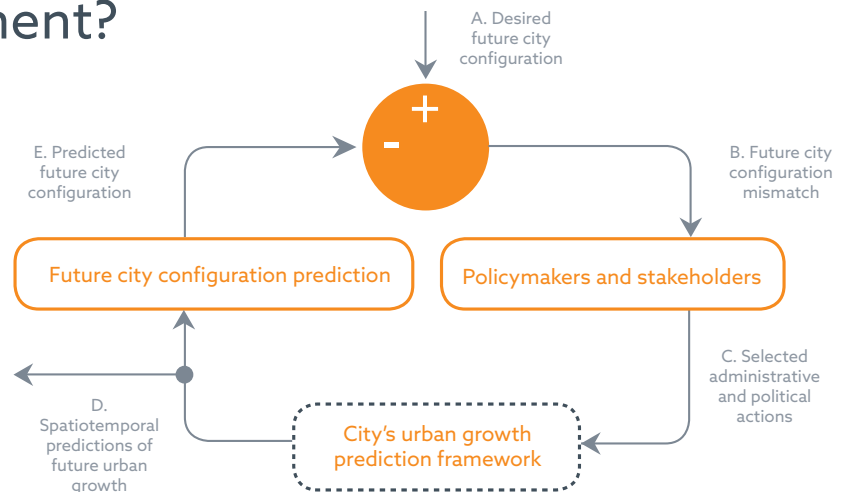 ment?
A. Desired
future city
configuration
+
-
E. Predicted
future city
configuration
B. Future city
configuration
mismatch
Future city configuration prediction
Policymakers and stakeholders
C. Selected
administrative
and political
actions
D.
Spatiotemporal
predictions of
future urban
growth
City’s urban growth
prediction framework